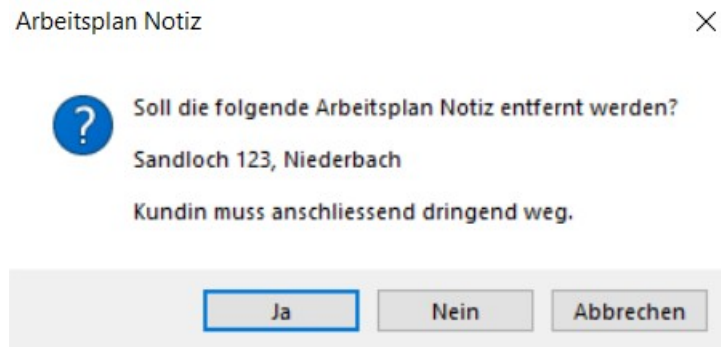 Arbeitsplan Notiz
Soll die folgende Arbeitsplan Notiz entfernt werden?
Sandloch 123, Niederbach
Kundin muss anschliessend dringend weg.
Ja
Nein
Abbrechen